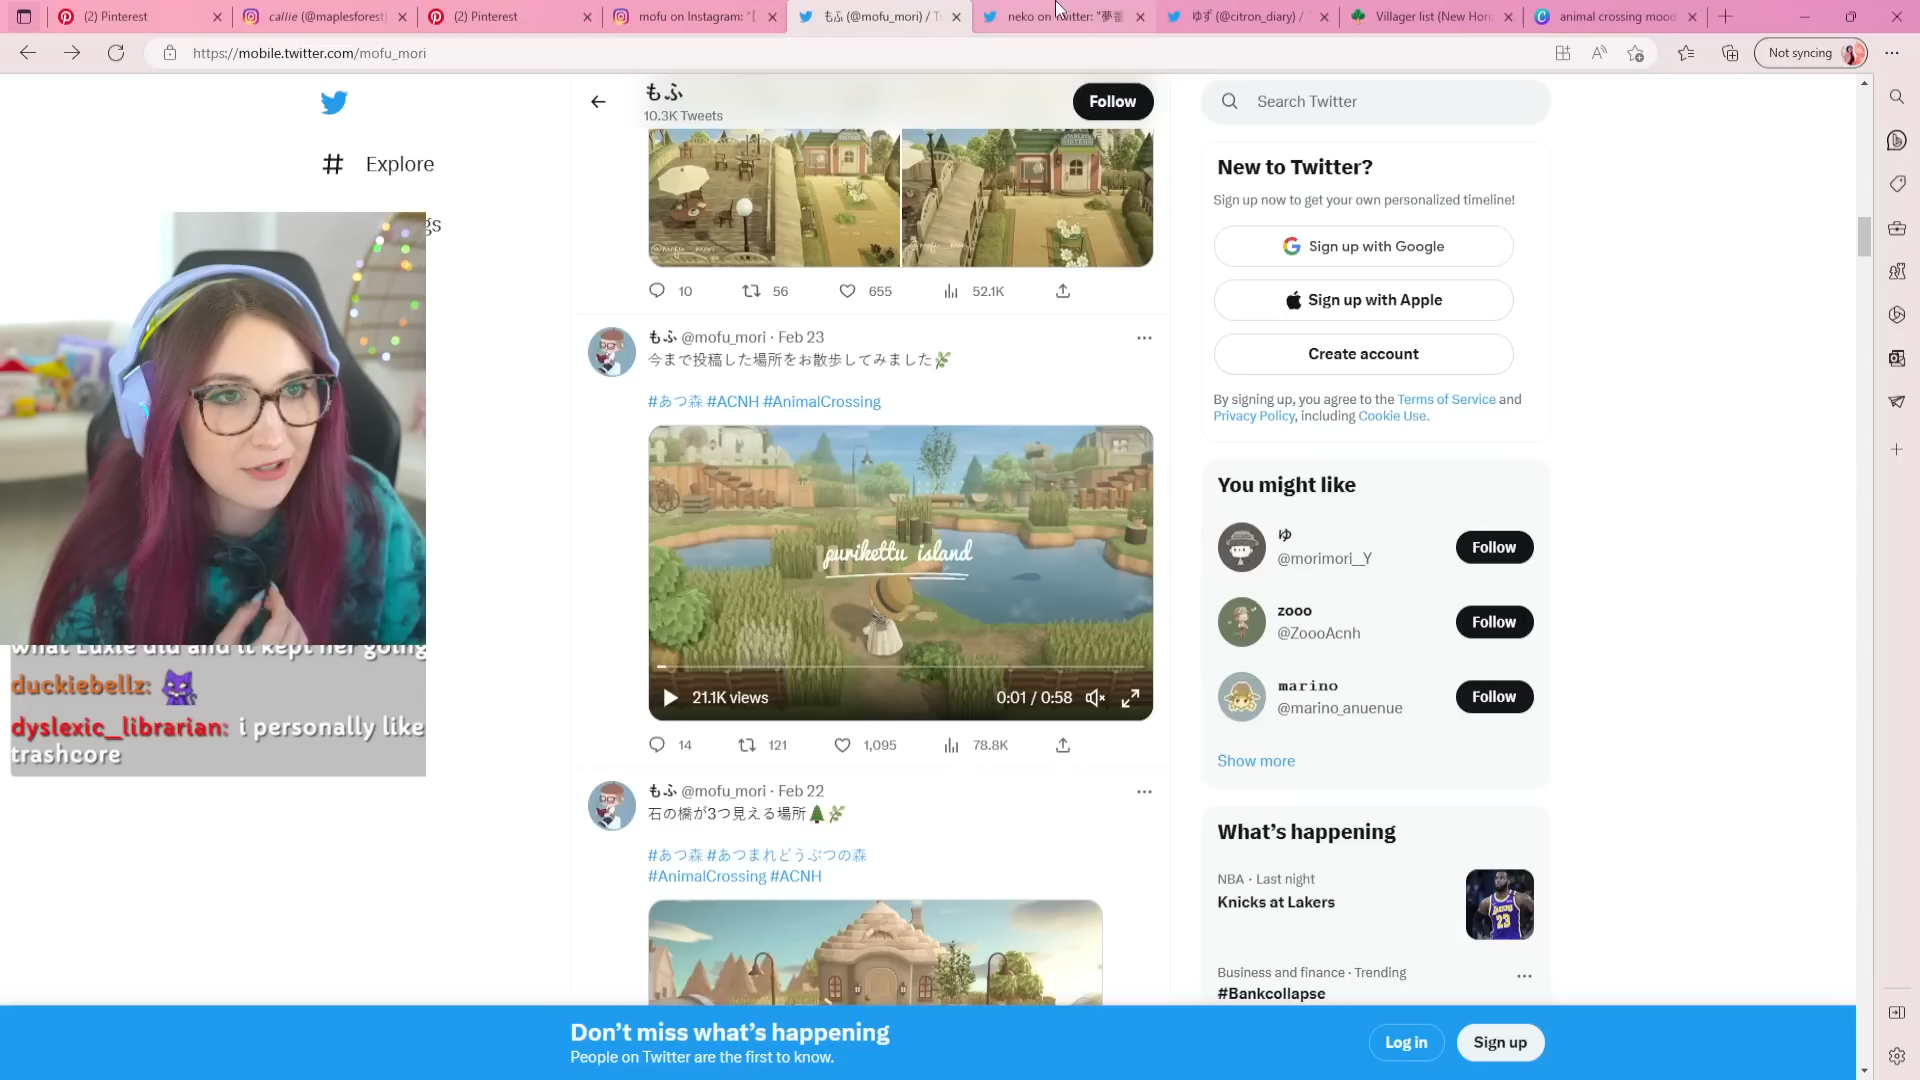 (2) Pinterest
callie (@maplesforest)
(2) Pinterest
mofu on Instagram: "【
もふ (@mofu_mori) / T
neko on Twitter: "夢番
ゆず (@citron_diary) /
Villager list (New Hori
animal crossing mood
https://mobile.twitter.com/mofu_mori
Not syncing
Explore
gs
what Luxie did and it kept her going
duckiebellz:
dyslexic_librarian: i personally like
trashcore
もふ
10.3K Tweets
Follow
10
56
655
52.1K
もふ @mofu_mori · Feb 23
今まで投稿した場所をお散歩してみました
#あつ森 #ACNH #AnimalCrossing
purikettu island
21.1K views
0:01 / 0:58
14
121
1,095
78.8K
もふ @mofu_mori · Feb 22
石の橋が3つ見える場所
#あつ森 #あつまれどうぶつの森
#AnimalCrossing #ACNH
Search Twitter
New to Twitter?
Sign up now to get your own personalized timeline!
Sign up with Google
Sign up with Apple
Create account
By signing up, you agree to the Terms of Service and
Privacy Policy, including Cookie Use.
You might like
ゆ
@morimori__Y
Follow
zooo
@ZoooAcnh
Follow
marino
@marino_anuenue
Follow
Show more
What's happening
NBA · Last night
Knicks at Lakers
Business and finance · Trending
#Bankcollapse
Don't miss what's happening
People on Twitter are the first to know.
Log in
Sign up